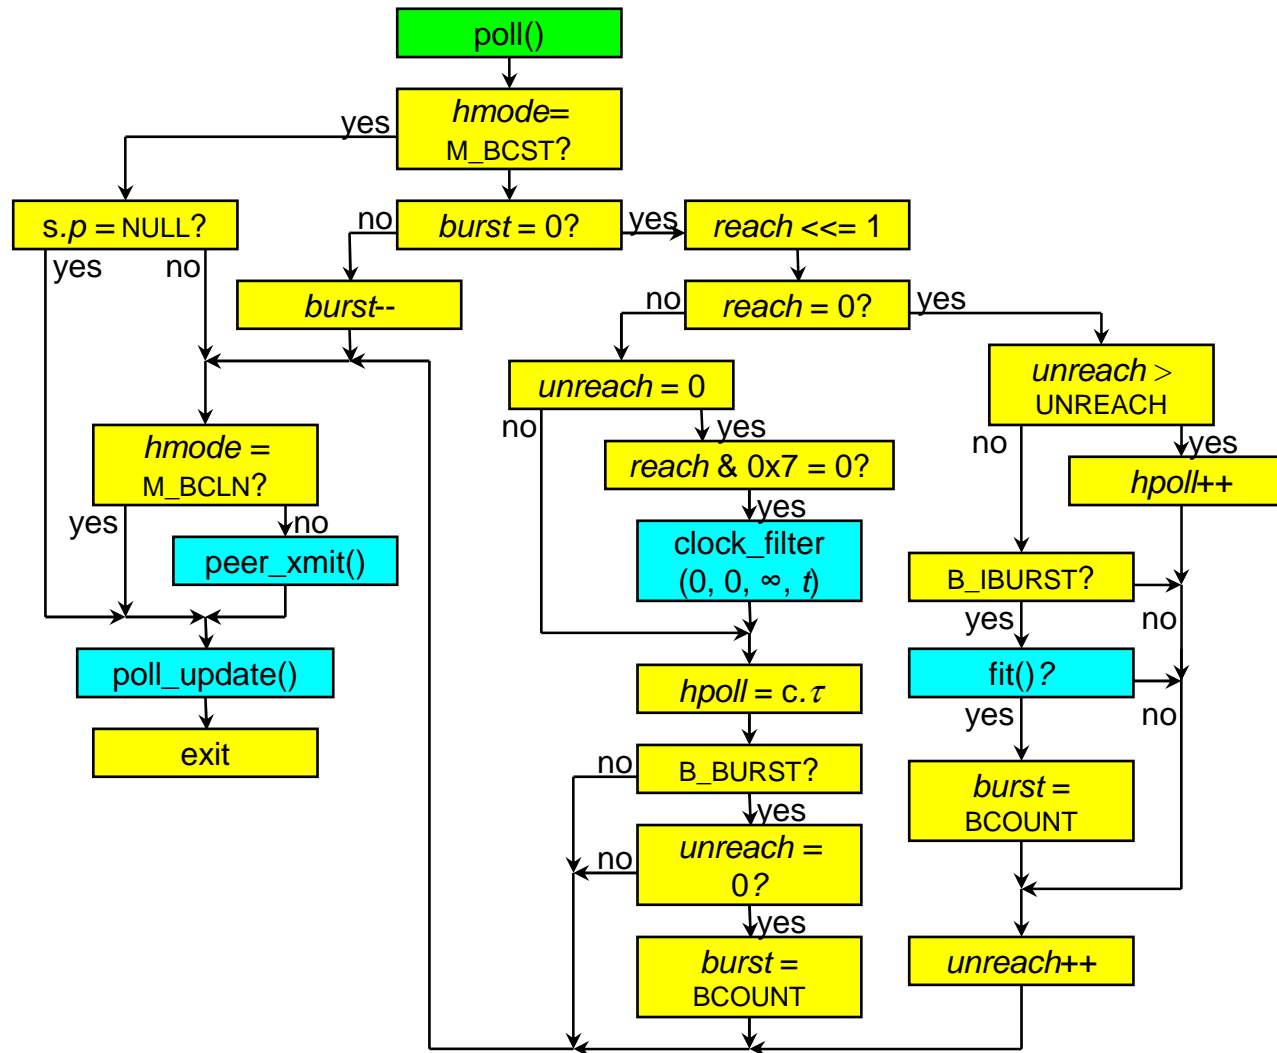 poll()
hmode=
M_BCST?
yes
s.p = NULL?
no
burst = 0?
yes
reach <<= 1
yes
no
burst--
no
reach = 0?
yes
unreach = 0
unreach >
UNREACH
no
yes
no
yes
hmode =
M_BCLN?
reach & 0x7 = 0?
hpoll++
yes
no
yes
peer_xmit()
clock_filter
(0, 0, ∞, t)
B_IBURST?
yes
no
poll_update()
hpoll = c.τ
fit()?
yes
no
exit
no
B_BURST?
yes
burst =
BCOUNT
no
unreach =
0?
yes
burst =
BCOUNT
unreach++